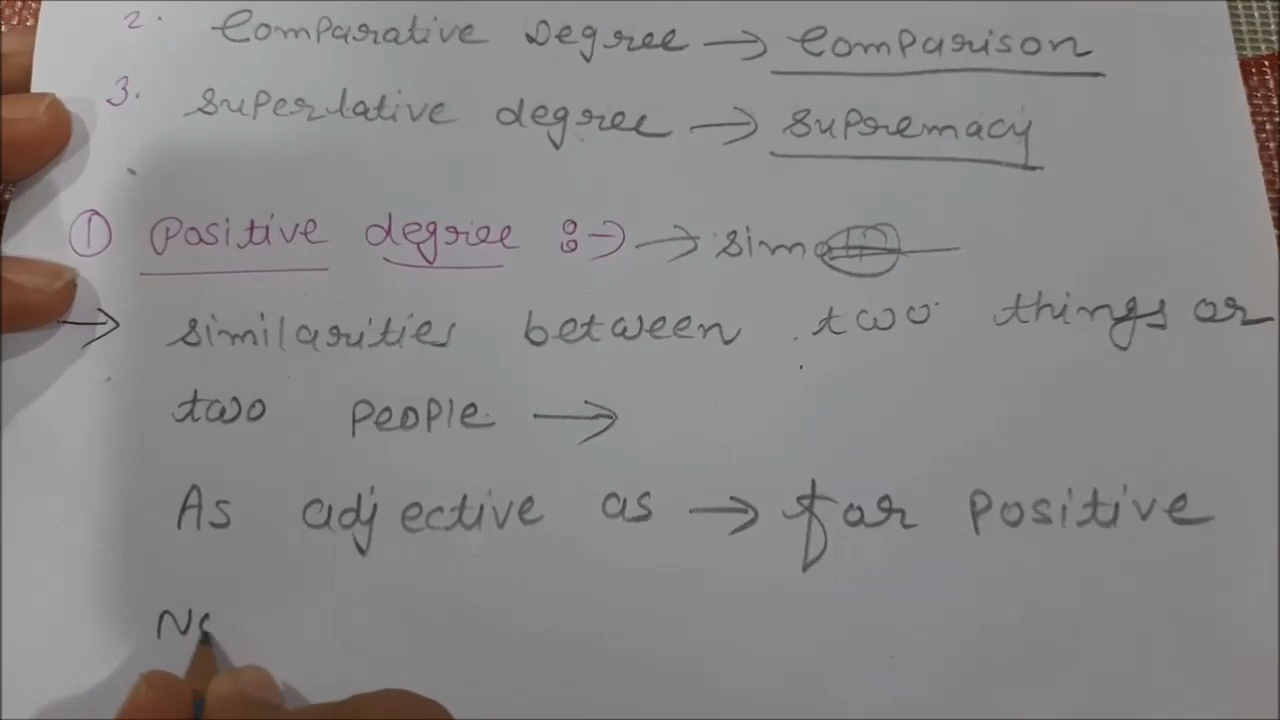 2. Comparative Degree → Comparison
3. Superlative degree → Supremacy
① Positive degree :-) →
→ Similarities between two things or
two people →
As adjective as → for positive